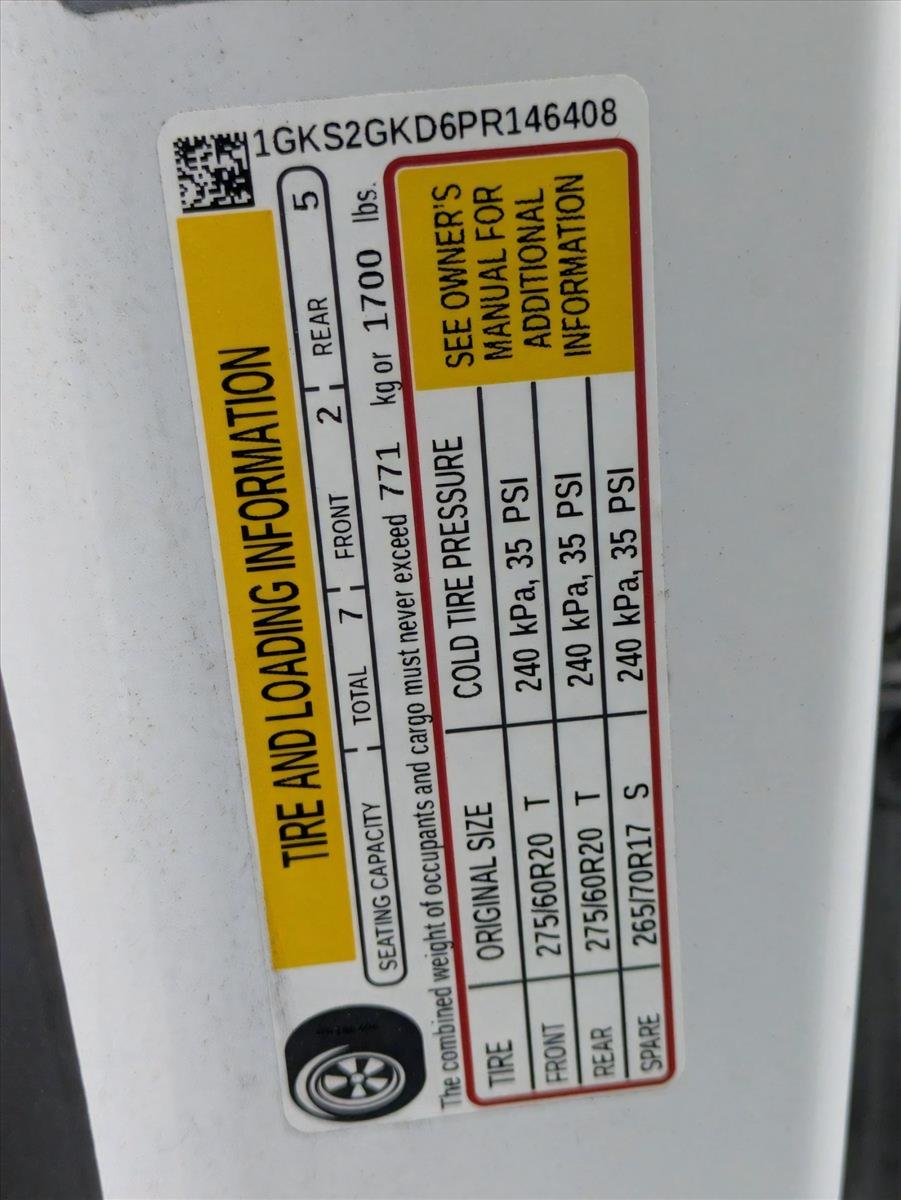 1GKS2GKD6PR146408
TIRE AND LOADING INFORMATION
SEATING CAPACITY TOTAL 7 FRONT 2 REAR 5
The combined weight of occupants and cargo must never exceed 771 kg or 1700 lbs.
TIRE ORIGINAL SIZE COLD TIRE PRESSURE
FRONT 275/60R20 T 240 kPa, 35 PSI
REAR 275/60R20 T 240 kPa, 35 PSI
SPARE 265/70R17 S 240 kPa, 35 PSI
SEE OWNER'S
MANUAL FOR
ADDITIONAL
INFORMATION